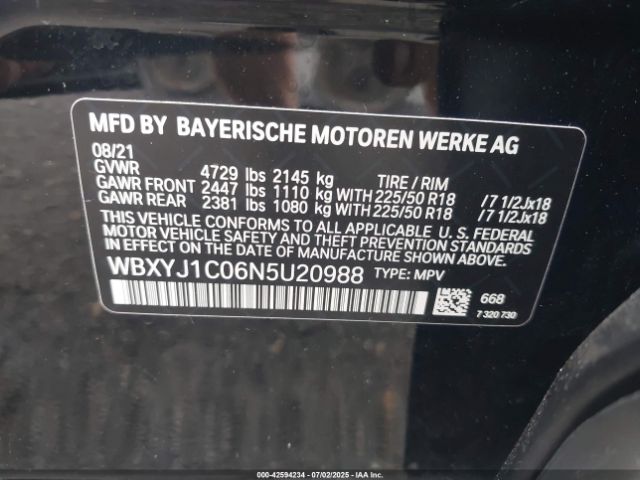 MFD BY BAYERISCHE MOTOREN WERKE AG
08/21
GVWR 4729 lbs 2145 kg TIRE / RIM
GAWR FRONT 2447 lbs 1110 kg WITH 225/50 R18 /7 1/2Jx18
GAWR REAR 2381 lbs 1080 kg WITH 225/50 R18 /7 1/2Jx18
THIS VEHICLE CONFORMS TO ALL APPLICABLE U. S. FEDERAL
MOTOR VEHICLE SAFETY AND THEFT PREVENTION STANDARDS
IN EFFECT ON THE DATE OF MANUFACTURE SHOWN ABOVE.
WBXYJ1C06N5U20988 TYPE: MPV
668
7 320 730
000-42594234 - 07/02/2025 - IAA Inc.